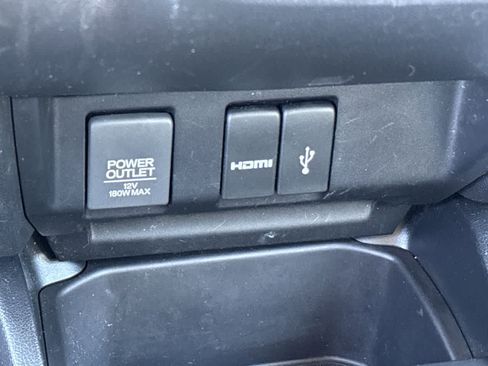 POWER
OUTLET
12V
180W MAX
HDMI